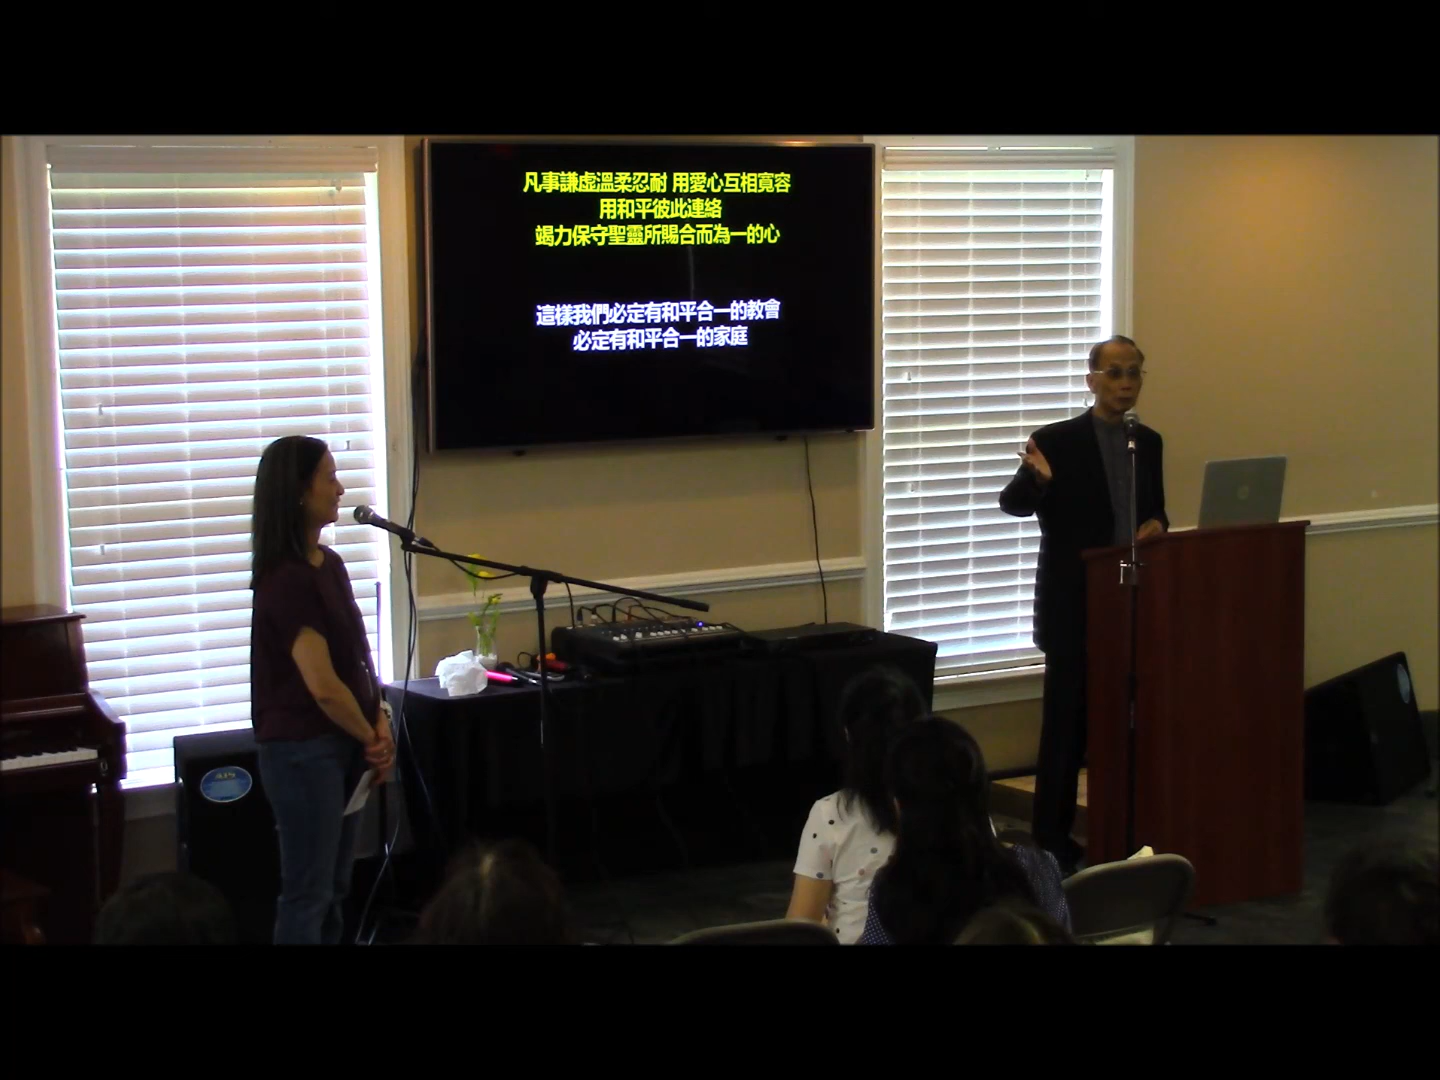 凡事謙虛溫柔忍耐 用愛心互相寬容
用和平彼此連絡
竭力保守聖靈所賜合而為一的心
這樣我們必定有和平合一的教會
必定有和平合一的家庭